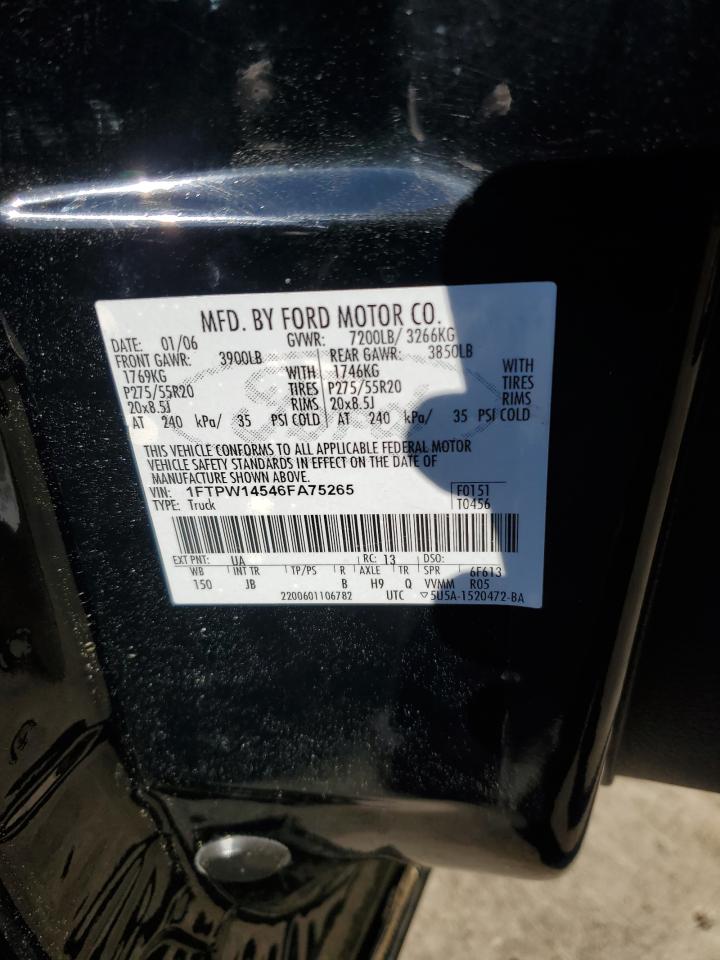 MFD. BY FORD MOTOR CO.
DATE: 01/06 GVWR: 7200LB/ 3266KG
FRONT GAWR: 3900LB REAR GAWR: 3850LB
1769KG WITH 1746KG WITH
P275/55R20 TIRES P275/55R20 TIRES
20x8.5J RIMS 20x8.5J RIMS
AT 240 kPa/ 35 PSI COLD AT 240 kPa/ 35 PSI COLD
THIS VEHICLE CONFORMS TO ALL APPLICABLE FEDERAL MOTOR
VEHICLE SAFETY STANDARDS IN EFFECT ON THE DATE OF
MANUFACTURE SHOWN ABOVE.
VIN: 1FTPW14546FA75265 F0151
TYPE: Truck T0456
EXT PNT: UA RC: 13 DSO:
WB INT TR TP/PS R AXLE TR SPR 6F613
150 JB B H9 Q VVMM R05
2200601106782 UTC ▽5U5A-1520472-BA
Ford